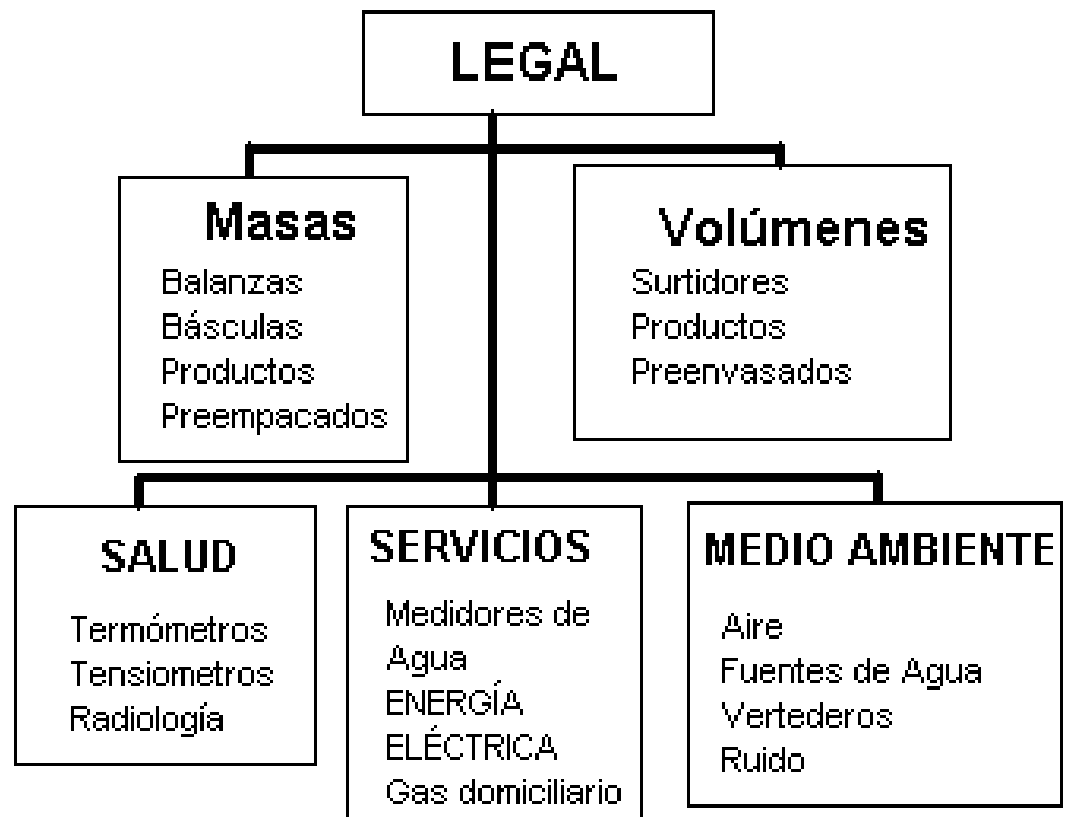 LEGAL
Masas
Balanzas
Básculas
Productos
Preempacados
Volúmenes
Surtidores
Productos
Preenvasados
SALUD
Termómetros
Tensiometros
Radiología
SERVICIOS
Medidores de
Agua
ENERGÍA
ELÉCTRICA
Gas domiciliario
MEDIO AMBIENTE
Aire
Fuentes de Agua
Vertederos
Ruido